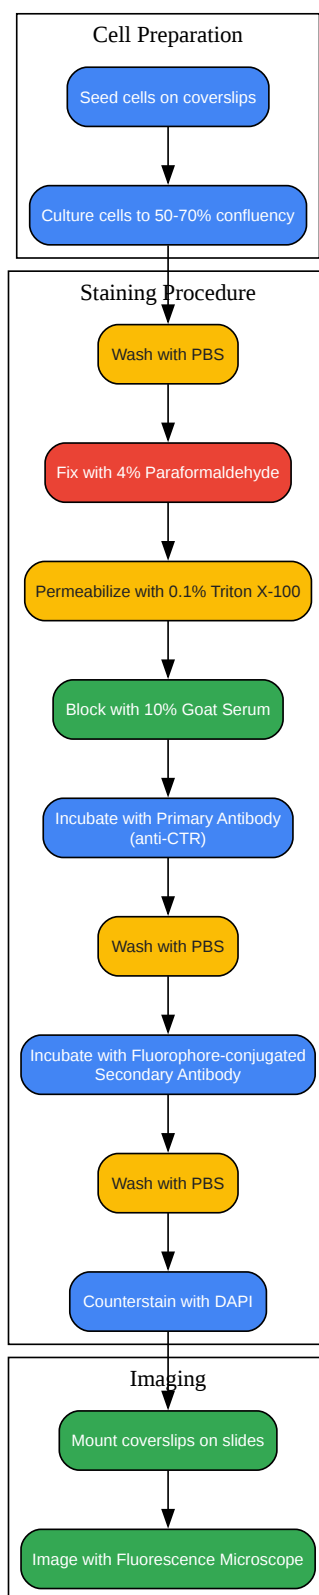 Cell Preparation
Seed cells on coverslips
Culture cells to 50-70% confluency
Staining Procedure
Wash with PBS
Fix with 4% Paraformaldehyde
Permeabilize with 0.1% Triton X-100
Block with 10% Goat Serum
Incubate with Primary Antibody
(anti-CTR)
Wash with PBS
Incubate with Fluorophore-conjugated
Secondary Antibody
Wash with PBS
Counterstain with DAPI
Imaging
Mount coverslips on slides
Image with Fluorescence Microscope